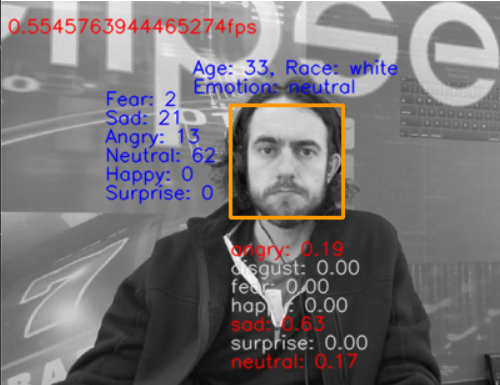 0.5545763944465274fps
lipse
Age: 33, Race: white
Emotion: neutral
Fear: 2
Sad: 21
Angry: 13
Neutral: 62
Happy: 0
Surprise: 0
angry: 0.19
disgust: 0.00
fear: 0.00
happy: 0.00
sad: 0.63
surprise: 0.00
neutral: 0.17